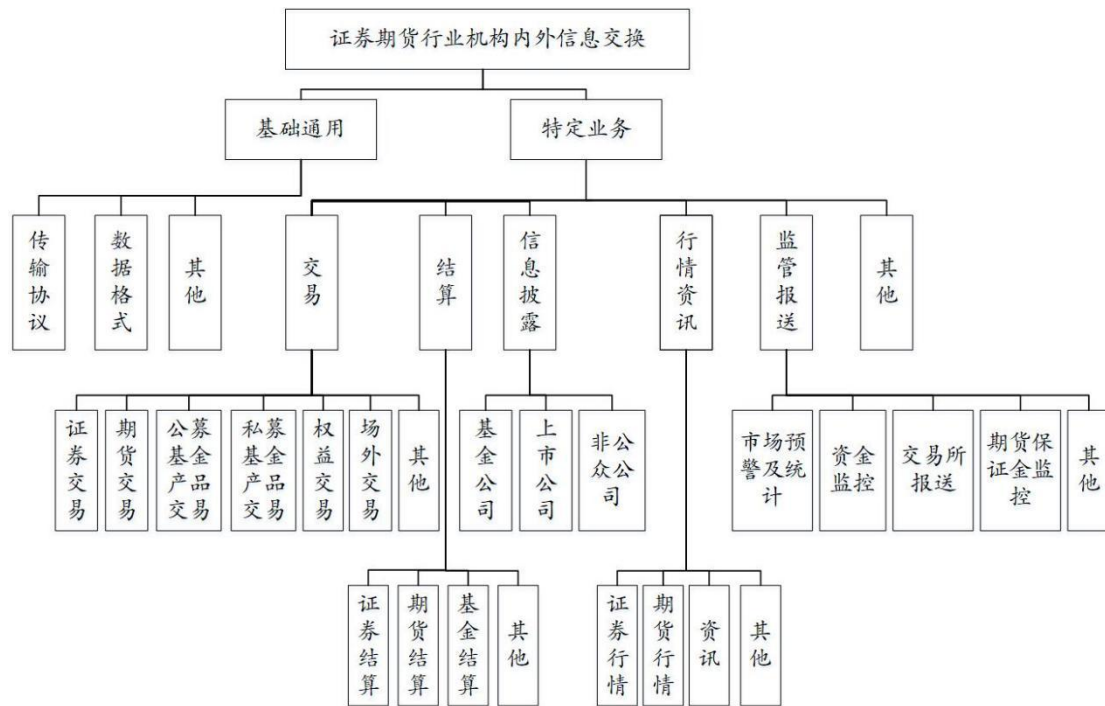 证券期货行业机构内外信息交换
基础通用
特定业务
传输协议
数据格式
其他
交易
结算
信息披露
行情资讯
监管报送
其他
证券交易
期货交易
公募基金产品交易
私募基金产品交易
权益交易
场外交易
其他
基金公司
上市公司
非公众公司
市场预
警及统
计
资金
监控
交易所
报送
期货保
证金监
控
其他
证券结算
期货结算
基金结算
其他
证券行情
期货行情
资讯
其他